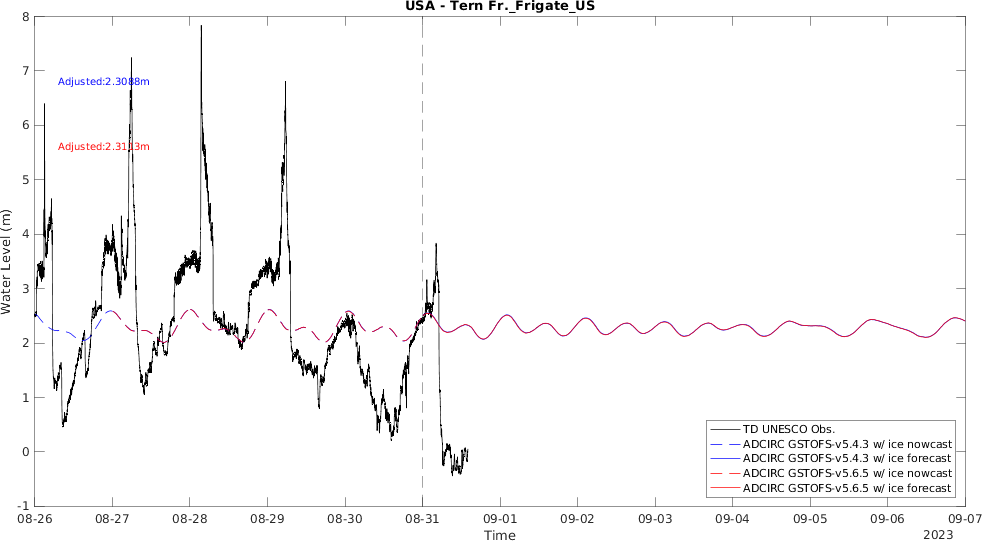 USA - Tern Fr._Frigate_US
8
7
Adjusted:2.3088m
6
Adjusted:2.3113m
5
4
3
2
1
0
-1
Water Level (m)
TD UNESCO Obs.
ADCIRC GSTOFS-v5.4.3 w/ ice nowcast
ADCIRC GSTOFS-v5.4.3 w/ ice forecast
ADCIRC GSTOFS-v5.6.5 w/ ice nowcast
ADCIRC GSTOFS-v5.6.5 w/ ice forecast
08-26 08-27 08-28 08-29 08-30 08-31 09-01 09-02 09-03 09-04 09-05 09-06 09-07
Time
2023